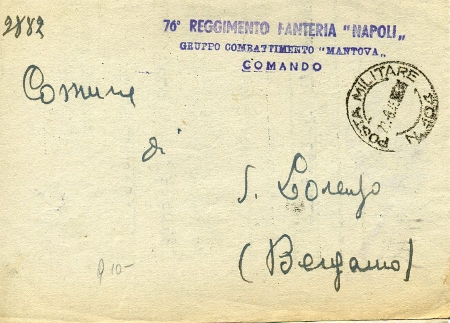 2882
76° REGGIMENTO FANTERIA "NAPOLI„
GRUPPO COMBATTIMENTO "MANTOVA„
COMANDO
POSTA MILITARE
Comune
di
S. Lorenzo
(Bergamo)